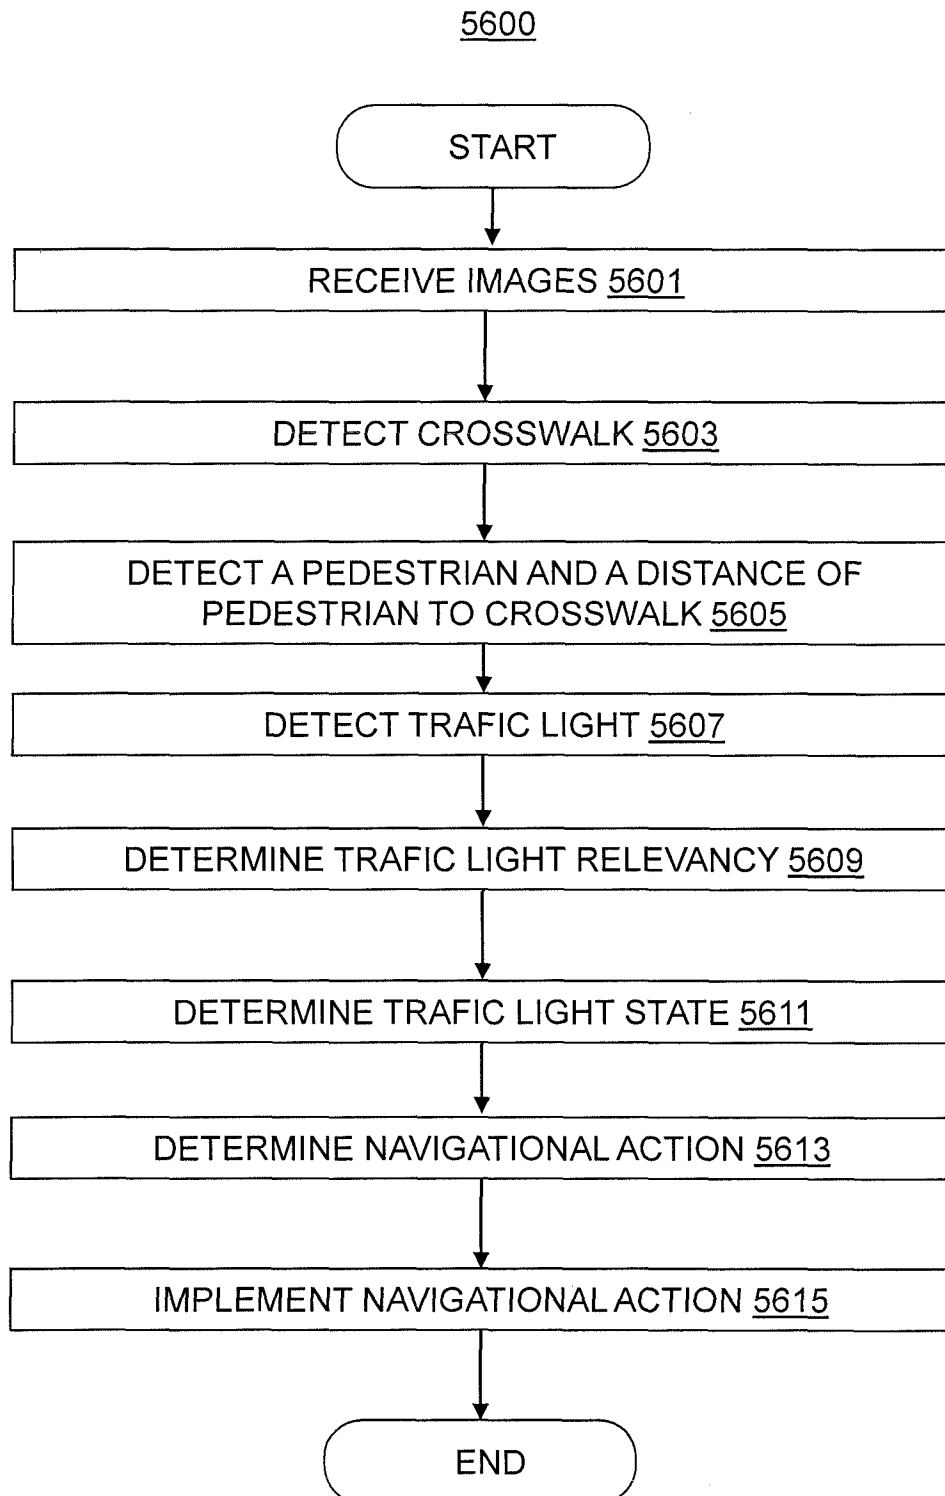 5600
START
RECEIVE IMAGES 5601
DETECT CROSSWALK 5603
DETECT A PEDESTRIAN AND A DISTANCE OF
PEDESTRIAN TO CROSSWALK 5605
DETECT TRAFIC LIGHT 5607
DETERMINE TRAFIC LIGHT RELEVANCY 5609
DETERMINE TRAFIC LIGHT STATE 5611
DETERMINE NAVIGATIONAL ACTION 5613
IMPLEMENT NAVIGATIONAL ACTION 5615
END